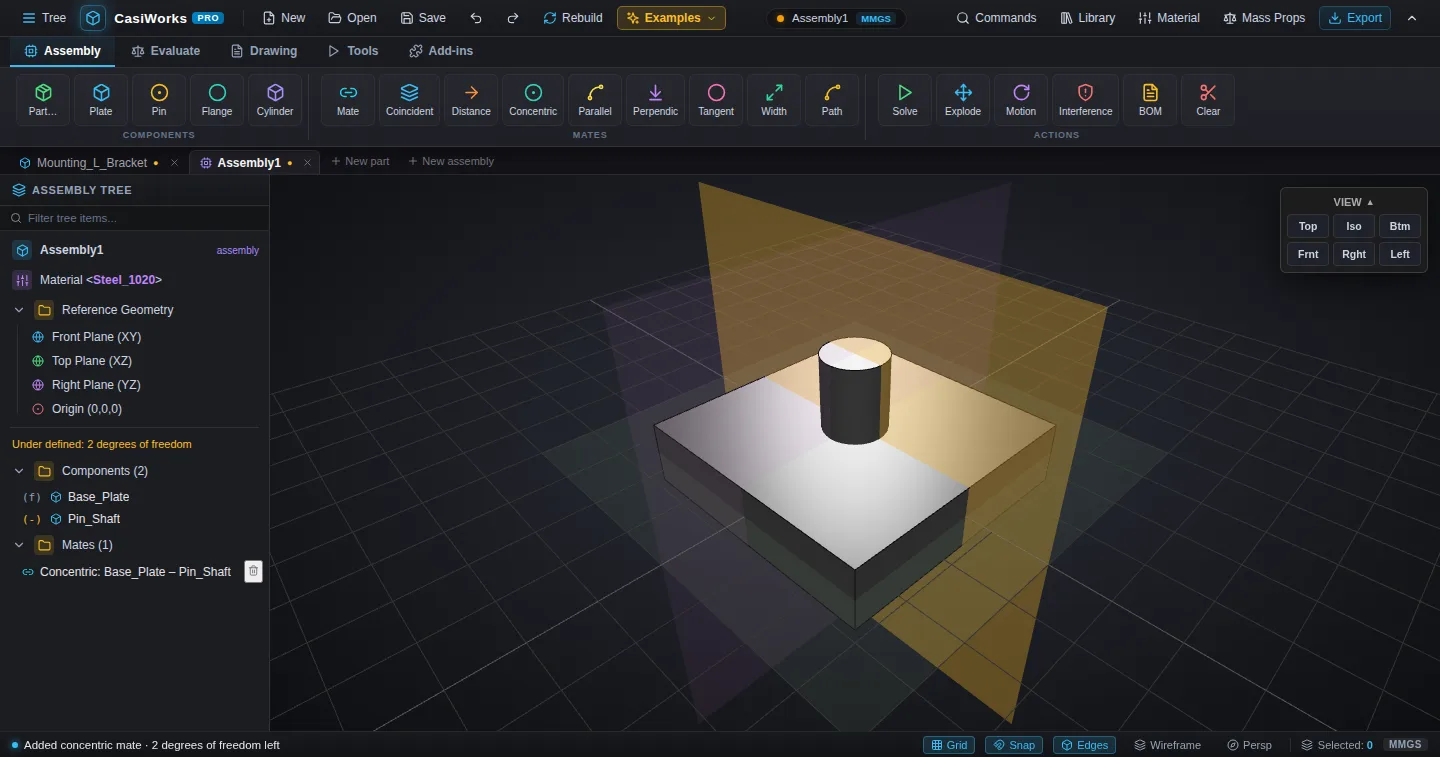 Tree CasiWorks PRO New Open Save Rebuild Examples Assembly1 MMGS Commands Library Material Mass Props Export
Assembly Evaluate Drawing Tools Add-ins
Part… Plate Pin Flange Cylinder Mate Coincident Distance Concentric Parallel Perpendic Tangent Width Path Solve Explode Motion Interference BOM Clear
COMPONENTS MATES ACTIONS
Mounting_L_Bracket Assembly1 New part New assembly
ASSEMBLY TREE
Filter tree items...
Assembly1 assembly
Material <Steel_1020>
Reference Geometry
Front Plane (XY)
Top Plane (XZ)
Right Plane (YZ)
Origin (0,0,0)
Under defined: 2 degrees of freedom
Components (2)
(f) Base_Plate
(-) Pin_Shaft
Mates (1)
Concentric: Base_Plate – Pin_Shaft
VIEW ▲
Top Iso Btm
Frnt Rght Left
Added concentric mate · 2 degrees of freedom left Grid Snap Edges Wireframe Persp Selected: 0 MMGS